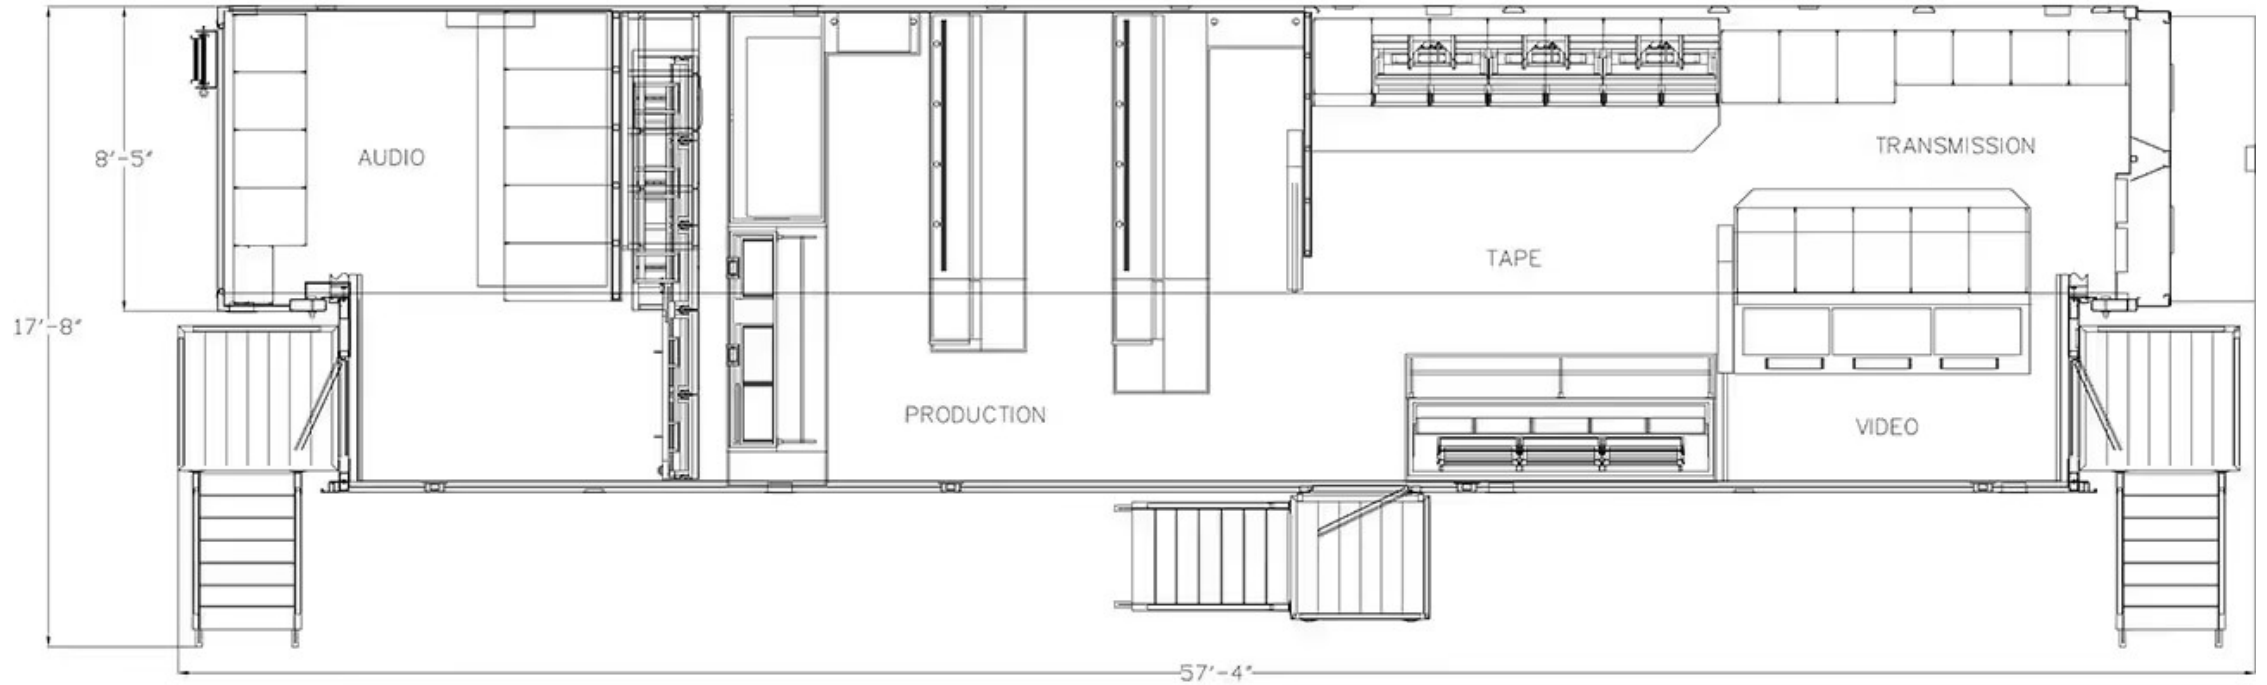 8'-5"
AUDIO
TRANSMISSION
TAPE
17'-8"
PRODUCTION
VIDEO
57'-4"